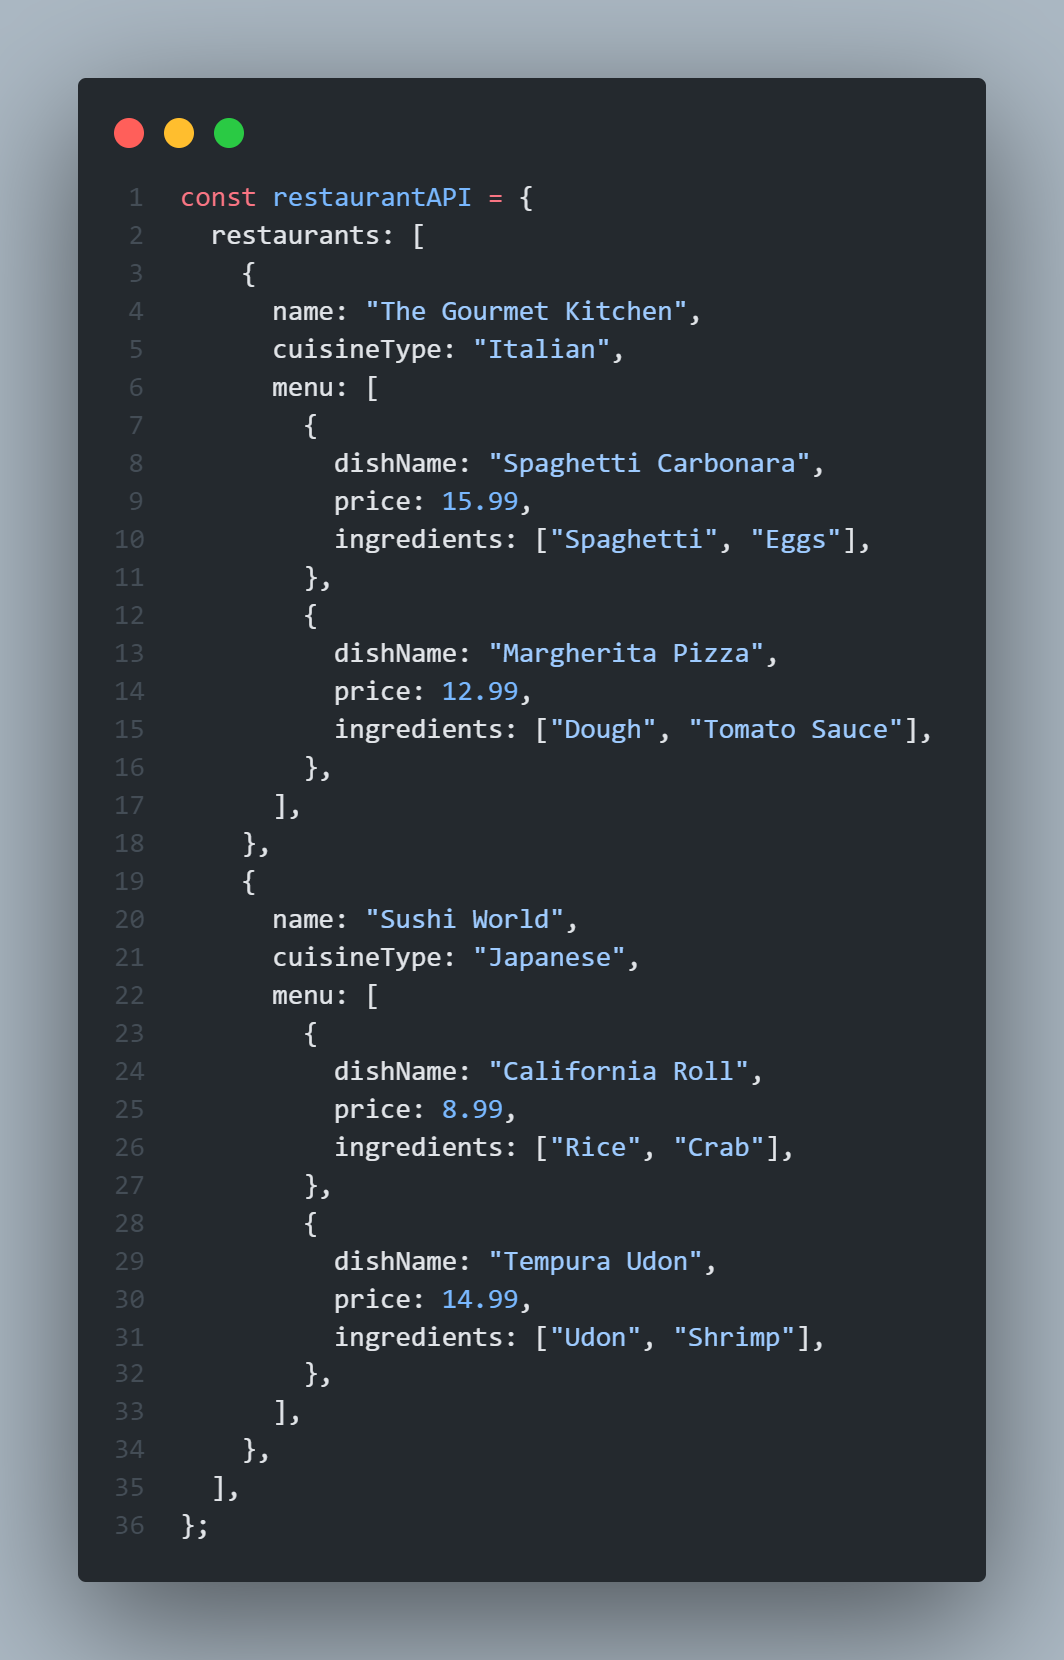 1 const restaurantAPI = {
2   restaurants: [
3     {
4       name: "The Gourmet Kitchen",
5       cuisineType: "Italian",
6       menu: [
7         {
8           dishName: "Spaghetti Carbonara",
9           price: 15.99,
10           ingredients: ["Spaghetti", "Eggs"],
11         },
12         {
13           dishName: "Margherita Pizza",
14           price: 12.99,
15           ingredients: ["Dough", "Tomato Sauce"],
16         },
17       ],
18     },
19     {
20       name: "Sushi World",
21       cuisineType: "Japanese",
22       menu: [
23         {
24           dishName: "California Roll",
25           price: 8.99,
26           ingredients: ["Rice", "Crab"],
27         },
28         {
29           dishName: "Tempura Udon",
30           price: 14.99,
31           ingredients: ["Udon", "Shrimp"],
32         },
33       ],
34     },
35   ],
36 };